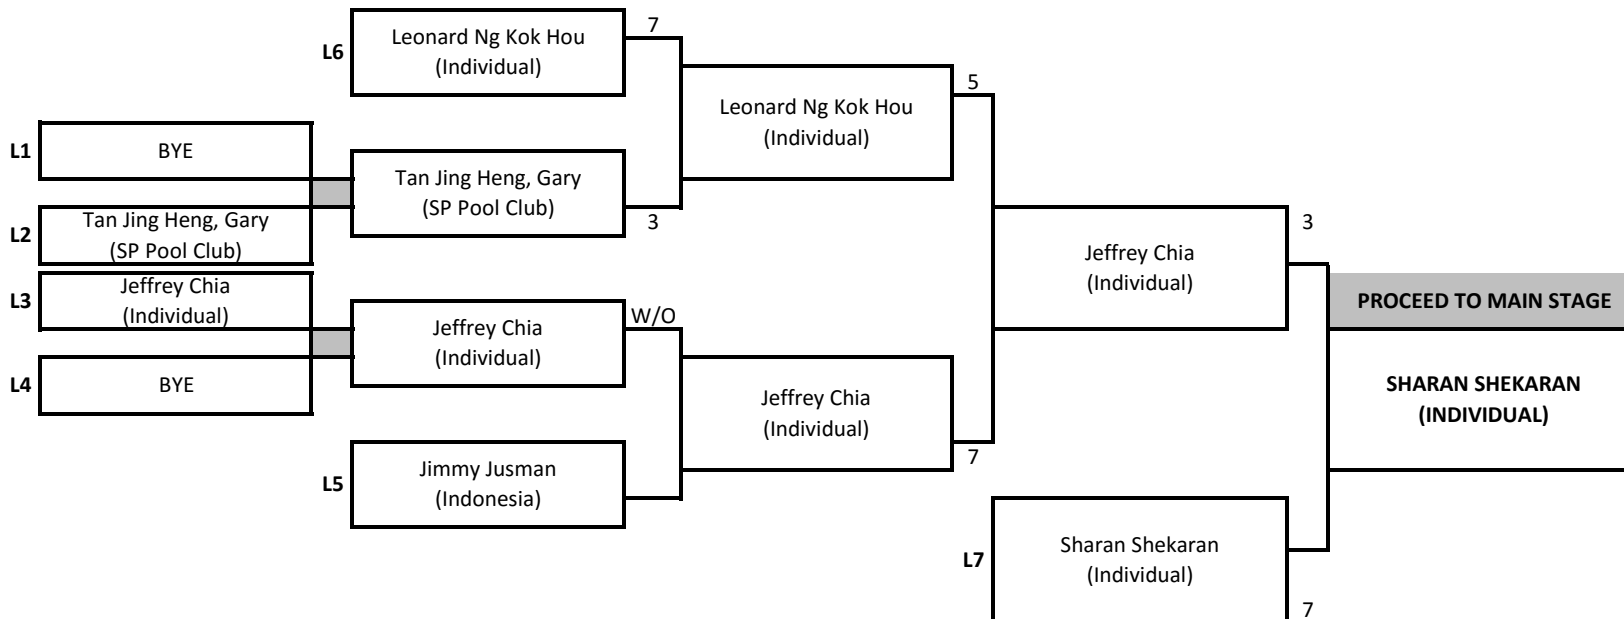 L6
Leonard Ng Kok Hou
(Individual)
7
L1
BYE
L2
Tan Jing Heng, Gary
(SP Pool Club)
Tan Jing Heng, Gary
(SP Pool Club)
3
Leonard Ng Kok Hou
(Individual)
5
L3
Jeffrey Chia
(Individual)
L4
BYE
Jeffrey Chia
(Individual)
W/O
L5
Jimmy Jusman
(Indonesia)
Jeffrey Chia
(Individual)
7
Jeffrey Chia
(Individual)
3
L7
Sharan Shekaran
(Individual)
7
PROCEED TO MAIN STAGE
SHARAN SHEKARAN
(INDIVIDUAL)